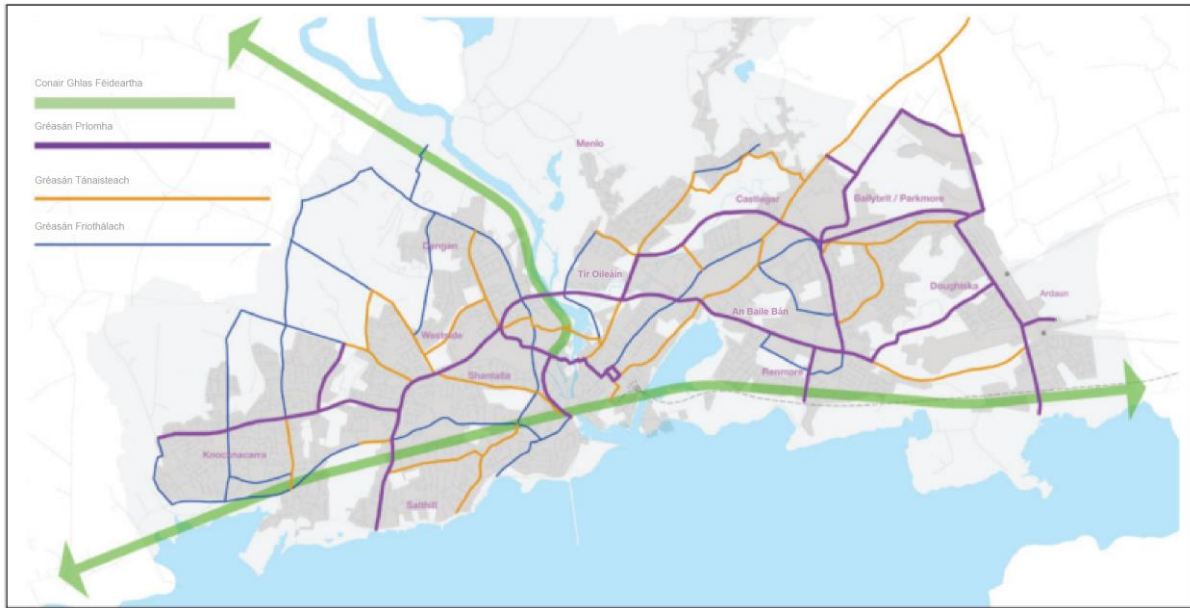 Conair Ghlas Féideartha
Gréasán Príomha
Gréasán Tánaisteach
Gréasán Friothálach
Menlo
Castlegar
Ballybrit / Parkmore
Dangan
Tír Oileáin
Doughiska
Ardaun
An Baile Bán
Westside
Shantalla
Renmore
Knocknacarra
Salthill